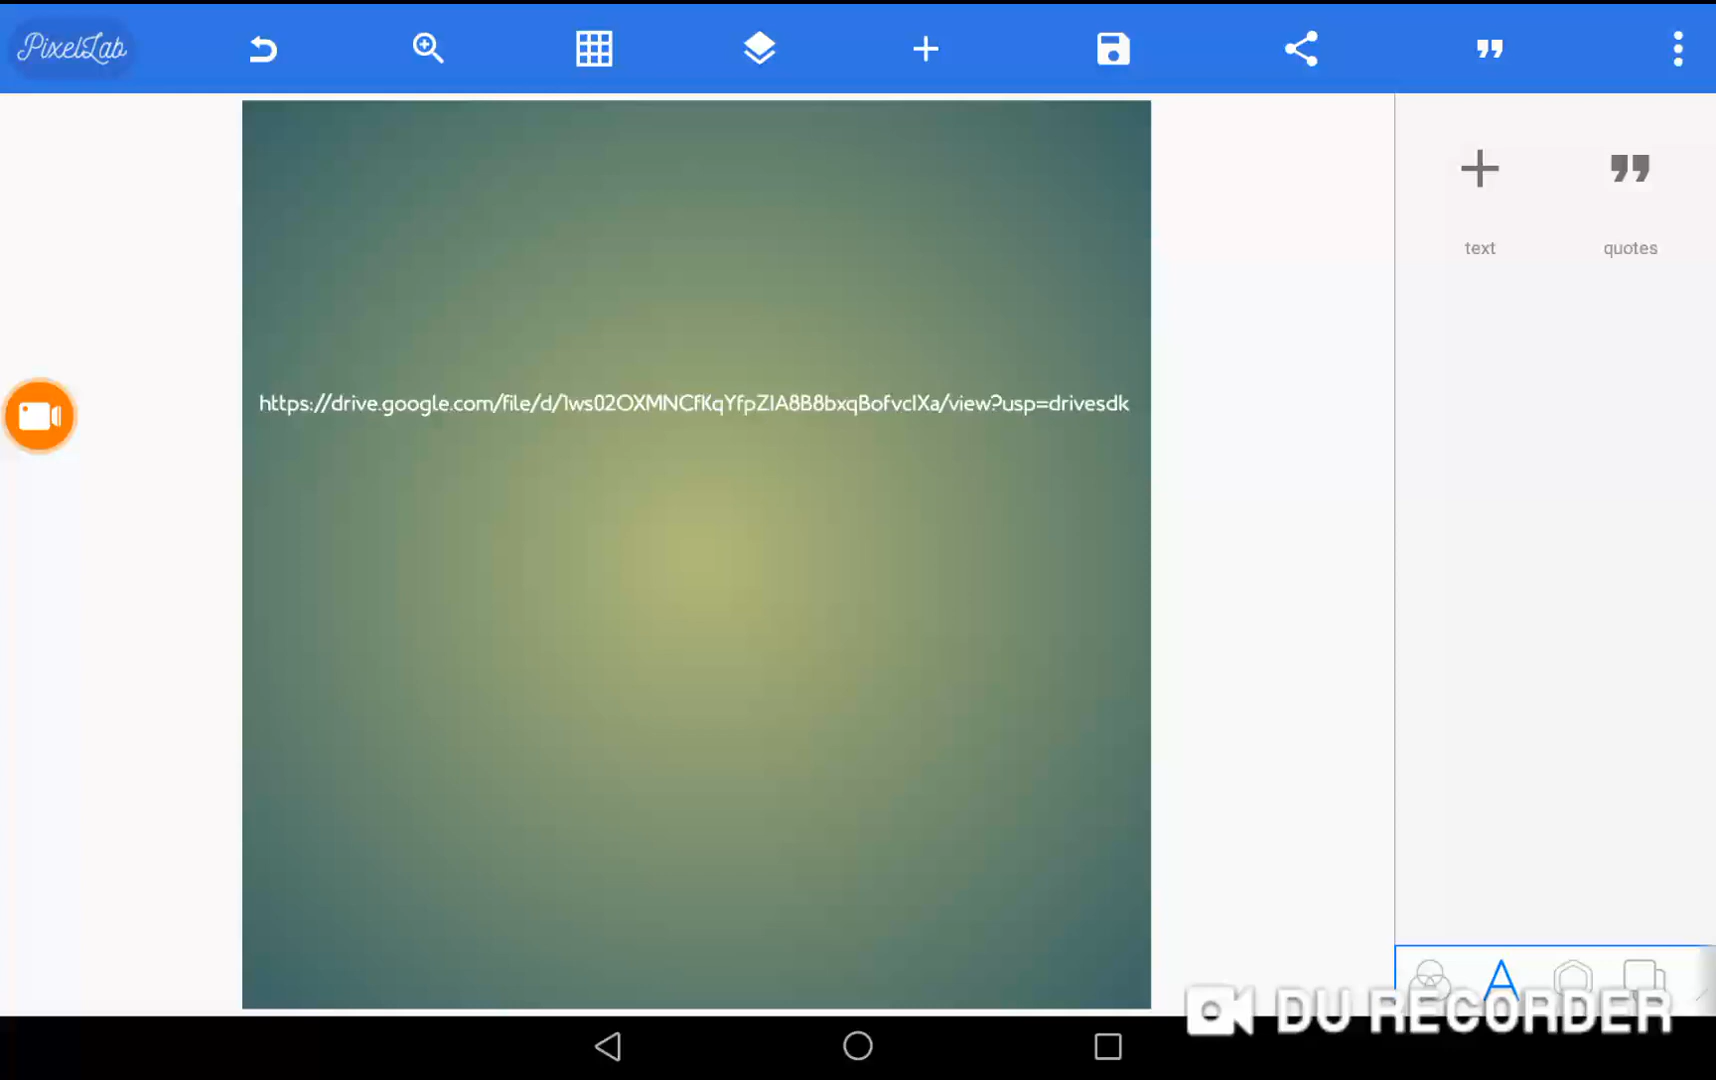 PixelLab
text quotes
https://drive.google.com/file/d/1ws02OXMNCfKqYfpZIA8B8bxqBofvclXa/view?usp=drivesdk
DU RECORDER